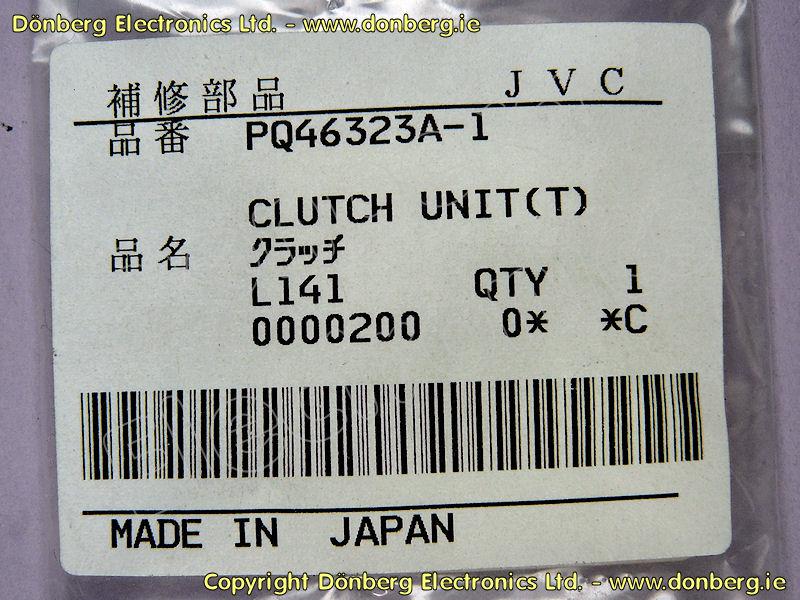 Dönberg Electronics Ltd. - www.donberg.ie
補修部品 JVC
品番 PQ46323A-1
CLUTCH UNIT(T)
品名 クラッチ
L141 QTY 1
0000200 0* *C
MADE IN JAPAN
Copyright Dönberg Electronics Ltd. - www.donberg.ie